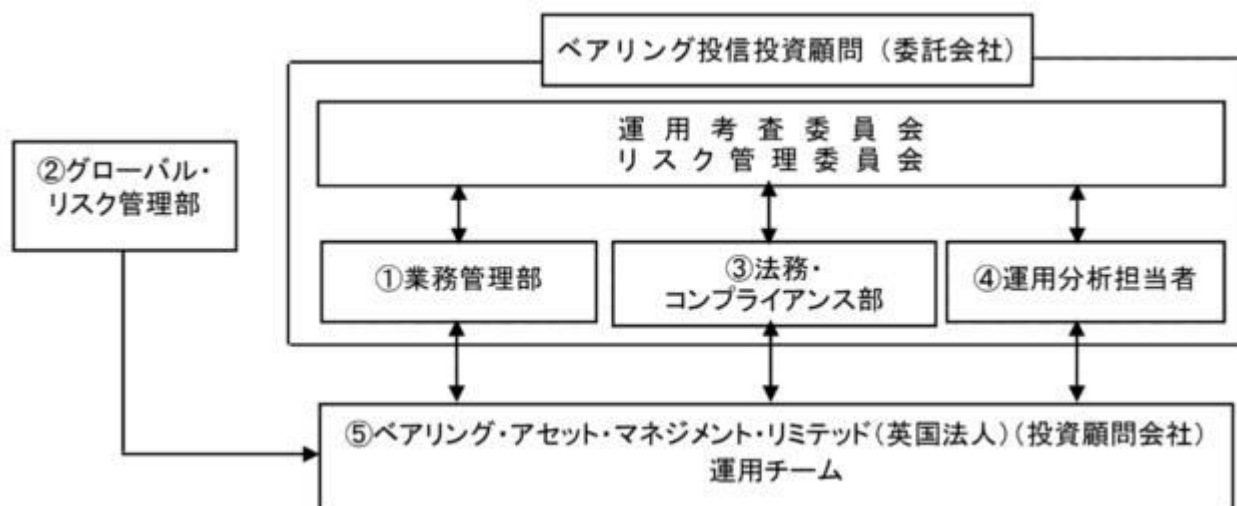 ベアリング投信投資顧問（委託会社）
運用考査委員会
リスク管理委員会
②グローバル・
リスク管理部
①業務管理部
③法務・
コンプライアンス部
④運用分析担当者
⑤ベアリング・アセット・マネジメント・リミテッド（英国法人）（投資顧問会社）
運用チーム